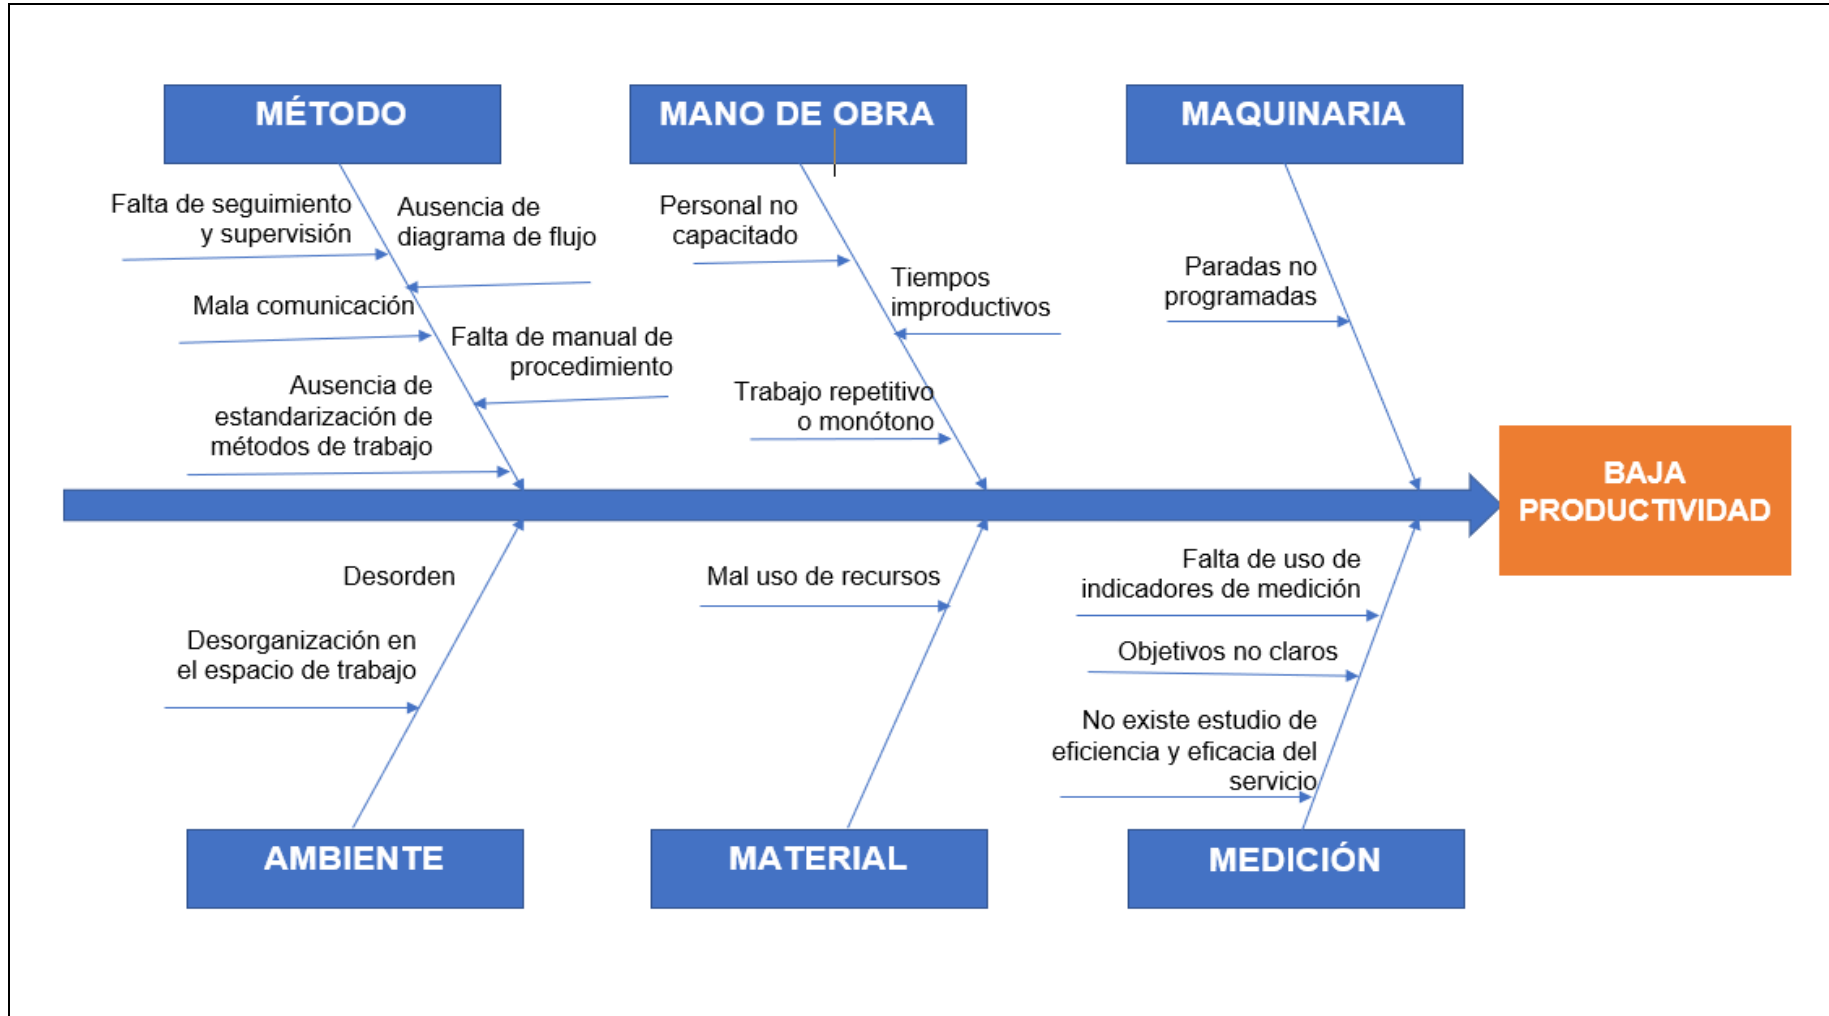 MÉTODO
MANO DE OBRA
MAQUINARIA
Falta de seguimiento
y supervisión
Ausencia de
diagrama de flujo
Mala comunicación
Falta de manual de
procedimiento
Ausencia de
estandarización de
métodos de trabajo
Personal no
capacitado
Tiempos
improductivos
Trabajo repetitivo
o monótono
Paradas no
programadas
BAJA
PRODUCTIVIDAD
Desorden
Desorganización en
el espacio de trabajo
Mal uso de recursos
Falta de uso de
indicadores de medición
Objetivos no claros
No existe estudio de
eficiencia y eficacia del
servicio
AMBIENTE
MATERIAL
MEDICIÓN